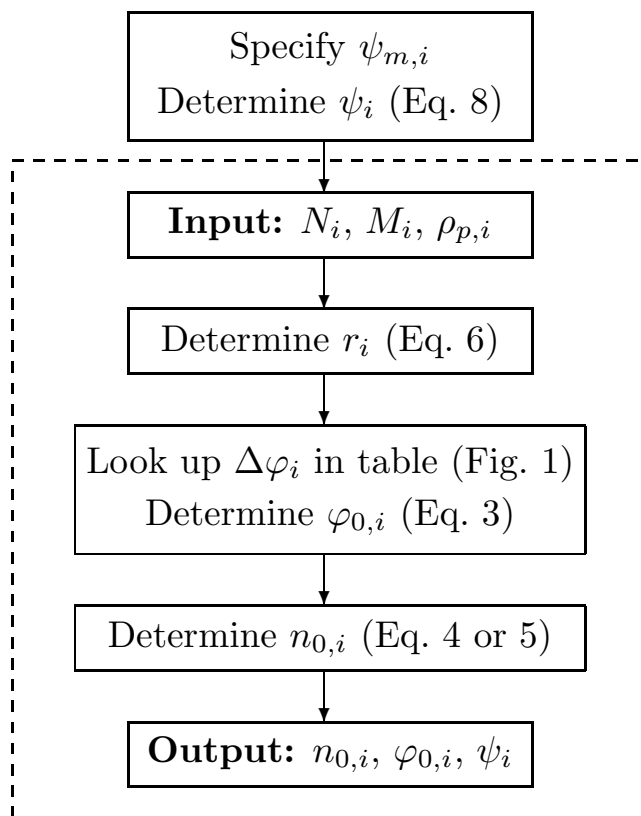 Specify ψ_{m,i}
Determine ψ_i (Eq. 8)
Input: N_i, M_i, ρ_{p,i}
Determine r_i (Eq. 6)
Look up Δφ_i in table (Fig. 1)
Determine φ_{0,i} (Eq. 3)
Determine n_{0,i} (Eq. 4 or 5)
Output: n_{0,i}, φ_{0,i}, ψ_i